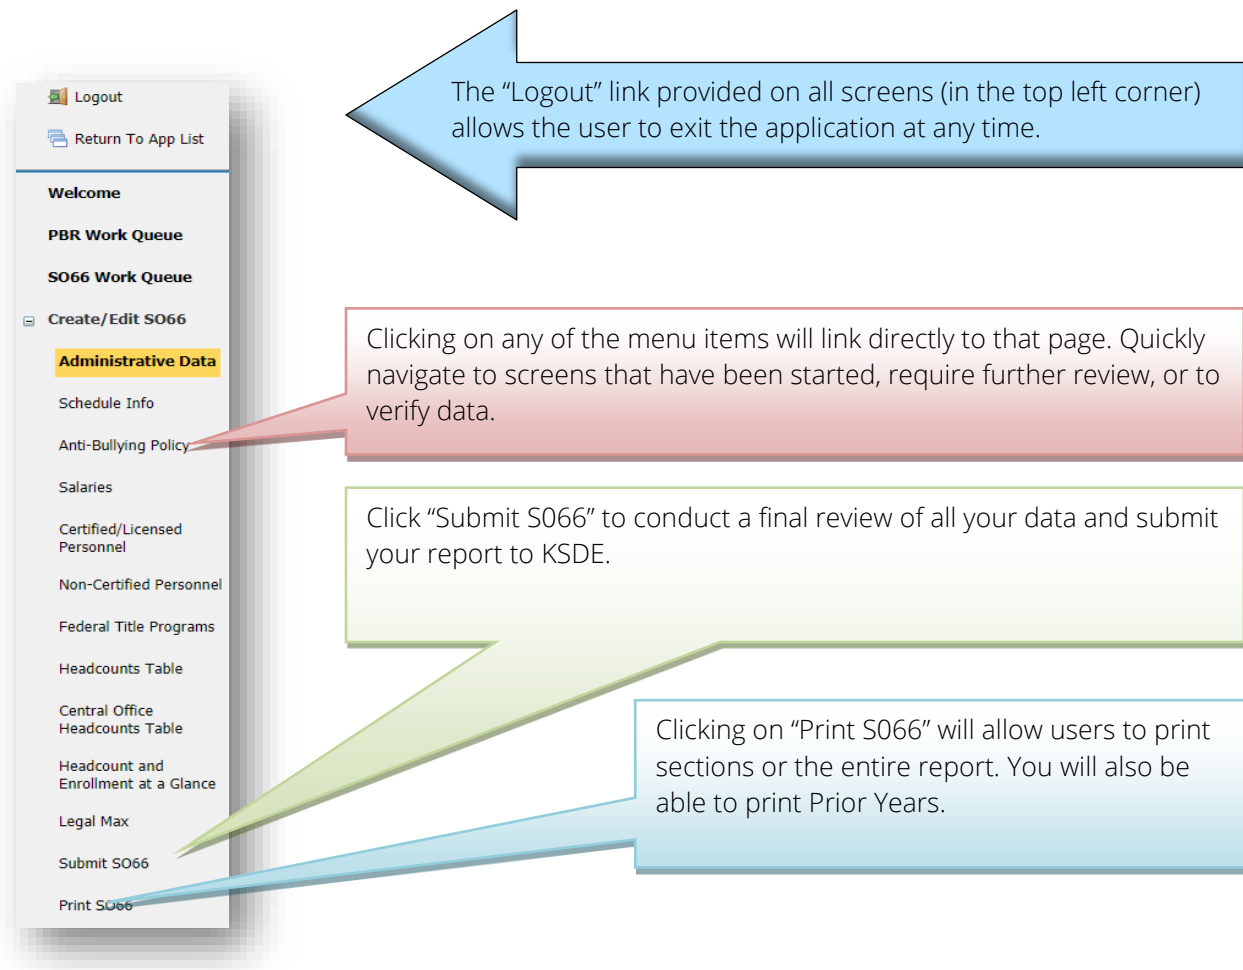 Logout
Return To App List
Welcome
PBR Work Queue
SO66 Work Queue
Create/Edit SO66
Administrative Data
Schedule Info
Anti-Bullying Policy
Salaries
Certified/Licensed
Personnel
Non-Certified Personnel
Federal Title Programs
Headcounts Table
Central Office
Headcounts Table
Headcount and
Enrollment at a Glance
Legal Max
Submit SO66
Print SO66
The “Logout” link provided on all screens (in the top left corner)
allows the user to exit the application at any time.
Clicking on any of the menu items will link directly to that page. Quickly
navigate to screens that have been started, require further review, or to
verify data.
Click “Submit S066” to conduct a final review of all your data and submit
your report to KSDE.
Clicking on “Print S066” will allow users to print
sections or the entire report. You will also be
able to print Prior Years.